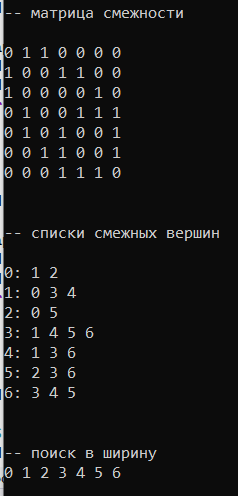 -- матрица смежности
0 1 1 0 0 0 0
1 0 0 1 1 0 0
1 0 0 0 0 1 0
0 1 0 0 1 1 1
0 1 0 1 0 0 1
0 0 1 1 0 0 1
0 0 0 1 1 1 0
-- списки смежных вершин
0: 1 2
1: 0 3 4
2: 0 5
3: 1 4 5 6
4: 1 3 6
5: 2 3 6
6: 3 4 5
-- поиск в ширину
0 1 2 3 4 5 6